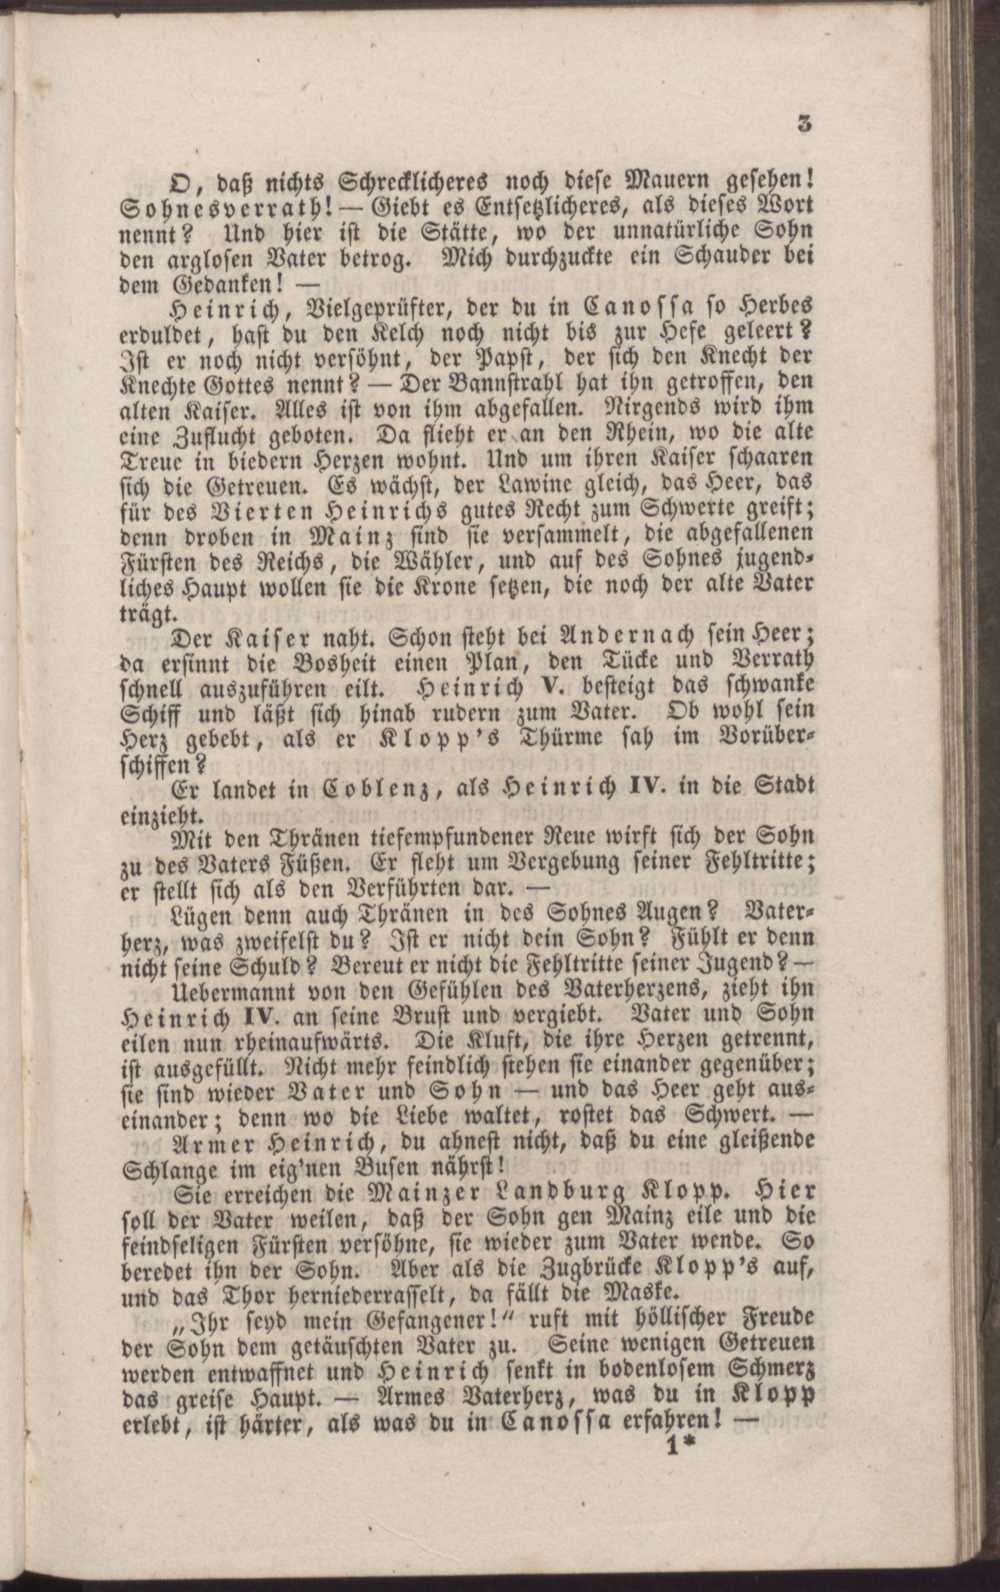 3
O, daß nichts Schrecklicheres noch diese Mauern gesehen!
Sohnesverrath! — Giebt es Entsetzlicheres, als dieses Wort
nennt? Und hier ist die Stätte, wo der unnatürliche Sohn
den arglosen Vater betrog. Mich durchzuckte ein Schauder bei
dem Gedanken! —
Heinrich, Vielgeprüfter, der du in Canossa so Herbes
erduldet, hast du den Kelch noch nicht bis zur Hefe geleert?
Ist er noch nicht versöhnt, der Papst, der sich den Knecht der
Knechte Gottes nennt? — Der Bannstrahl hat ihn getroffen, den
alten Kaiser. Alles ist von ihm abgefallen. Nirgends wird ihm
eine Zuflucht geboten. Da flieht er an den Rhein, wo die alte
Treue in biedern Herzen wohnt. Und um ihren Kaiser schaaren
sich die Getreuen. Es wächst, der Lawine gleich, das Heer, das
für des Vierten Heinrichs gutes Recht zum Schwerte greift;
denn droben in Mainz sind sie versammelt, die abgefallenen
Fürsten des Reichs, die Wähler, und auf des Sohnes jugend-
liches Haupt wollen sie die Krone setzen, die noch der alte Vater
trägt.
Der Kaiser naht. Schon steht bei Andernach sein Heer;
da ersinnt die Bosheit einen Plan, den Tücke und Verrath
schnell auszuführen eilt. Heinrich V. besteigt das schwanke
Schiff und läßt sich hinab rudern zum Vater. Ob wohl sein
Herz gebebt, als er Klopp's Thürme sah im Vorüber-
schiffen?
Er landet in Coblenz, als Heinrich IV. in die Stadt
einzieht.
Mit den Thränen tiefempfundener Reue wirft sich der Sohn
zu des Vaters Füßen. Er fleht um Vergebung seiner Fehltritte;
er stellt sich als den Verführten dar. —
Lügen denn auch Thränen in des Sohnes Augen? Vater-
herz, was zweifelst du? Ist er nicht dein Sohn? Fühlt er denn
nicht seine Schuld? Bereut er nicht die Fehltritte seiner Jugend? —
Uebermannt von den Gefühlen des Vaterherzens, zieht ihn
Heinrich IV. an seine Brust und vergiebt. Vater und Sohn
eilen nun rheinaufwärts. Die Kluft, die ihre Herzen getrennt,
ist ausgefüllt. Nicht mehr feindlich stehen sie einander gegenüber;
sie sind wieder Vater und Sohn — und das Heer geht aus-
einander; denn wo die Liebe waltet, rostet das Schwert. —
Armer Heinrich, du ahnest nicht, daß du eine gleißende
Schlange im eig'nen Busen nährst!
Sie erreichen die Mainzer Landburg Klopp. Hier
soll der Vater weilen, daß der Sohn gen Mainz eile und die
feindseligen Fürsten versöhne, sie wieder zum Vater wende. So
beredet ihn der Sohn. Aber als die Zugbrücke Klopp's auf,
und das Thor herniederrasselt, da fällt die Maske.
„Ihr seyd mein Gefangener!“ ruft mit höllischer Freude
der Sohn dem getäuschten Vater zu. Seine wenigen Getreuen
werden entwaffnet und Heinrich senkt in bodenlosem Schmerz
das greise Haupt. — Armes Vaterherz, was du in Klopp
erlebt, ist härter, als was du in Canossa erfahren! —
1*